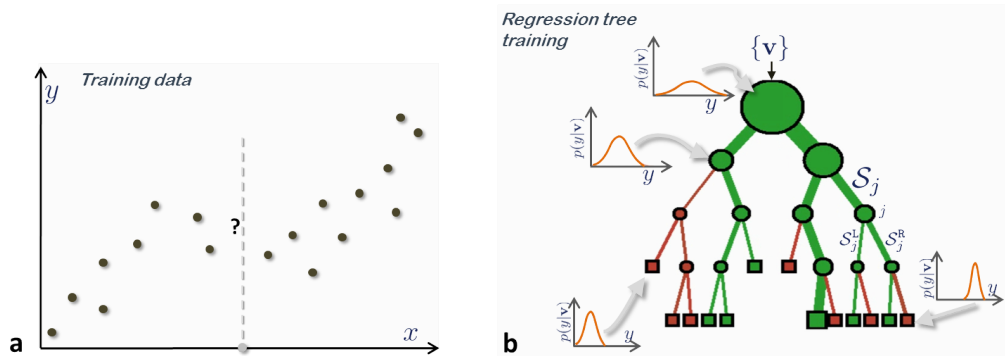 Training data
y
?
x
a
Regression tree
training
{v}
p(y|v)
y
p(y|v)
y
S_j
j
S_j^L
S_j^R
p(y|v)
y
p(y|v)
y
b